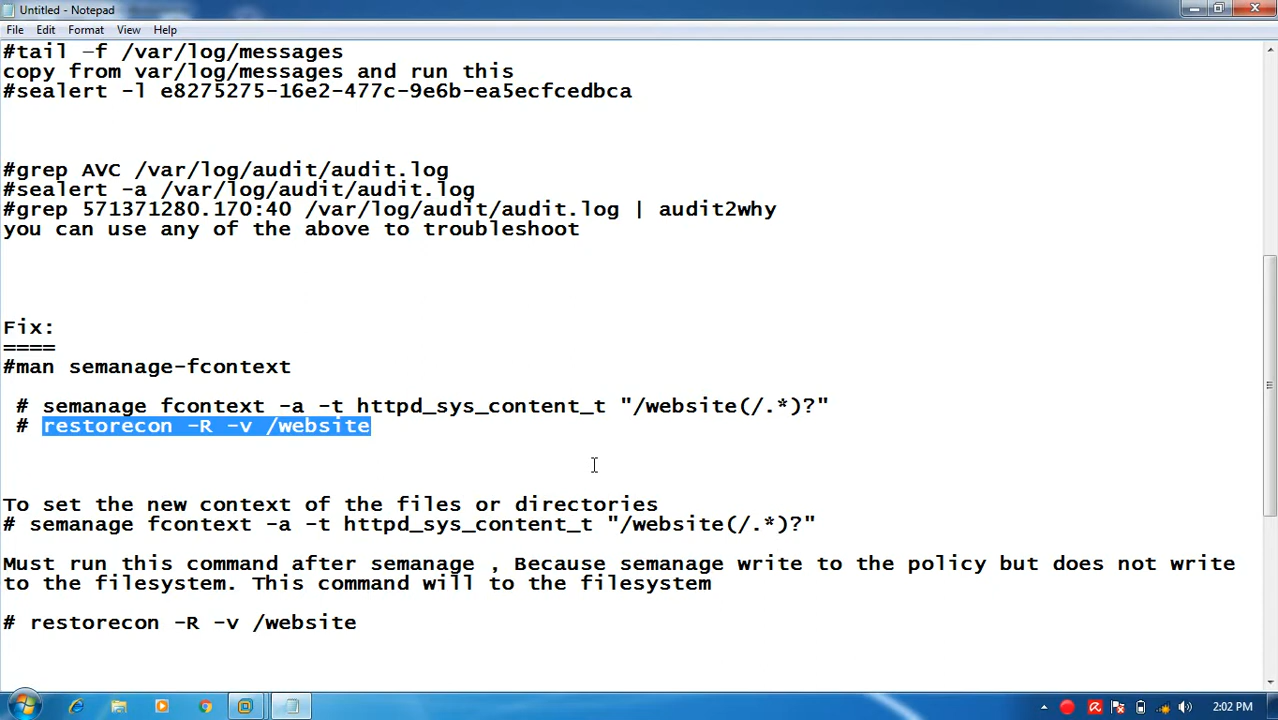 Untitled - Notepad
File Edit Format View Help
#tail –f /var/log/messages
copy from var/log/messages and run this
#sealert -l e8275275-16e2-477c-9e6b-ea5ecfcedbca
#grep AVC /var/log/audit/audit.log
#sealert -a /var/log/audit/audit.log
#grep 571371280.170:40 /var/log/audit/audit.log | audit2why
you can use any of the above to troubleshoot
Fix:
====
#man semanage-fcontext
# semanage fcontext -a -t httpd_sys_content_t "/website(/.*)?"
# restorecon -R -v /website
To set the new context of the files or directories
# semanage fcontext -a -t httpd_sys_content_t "/website(/.*)?"
Must run this command after semanage , Because semanage write to the policy but does not write
to the filesystem. This command will to the filesystem
# restorecon -R -v /website
2:02 PM